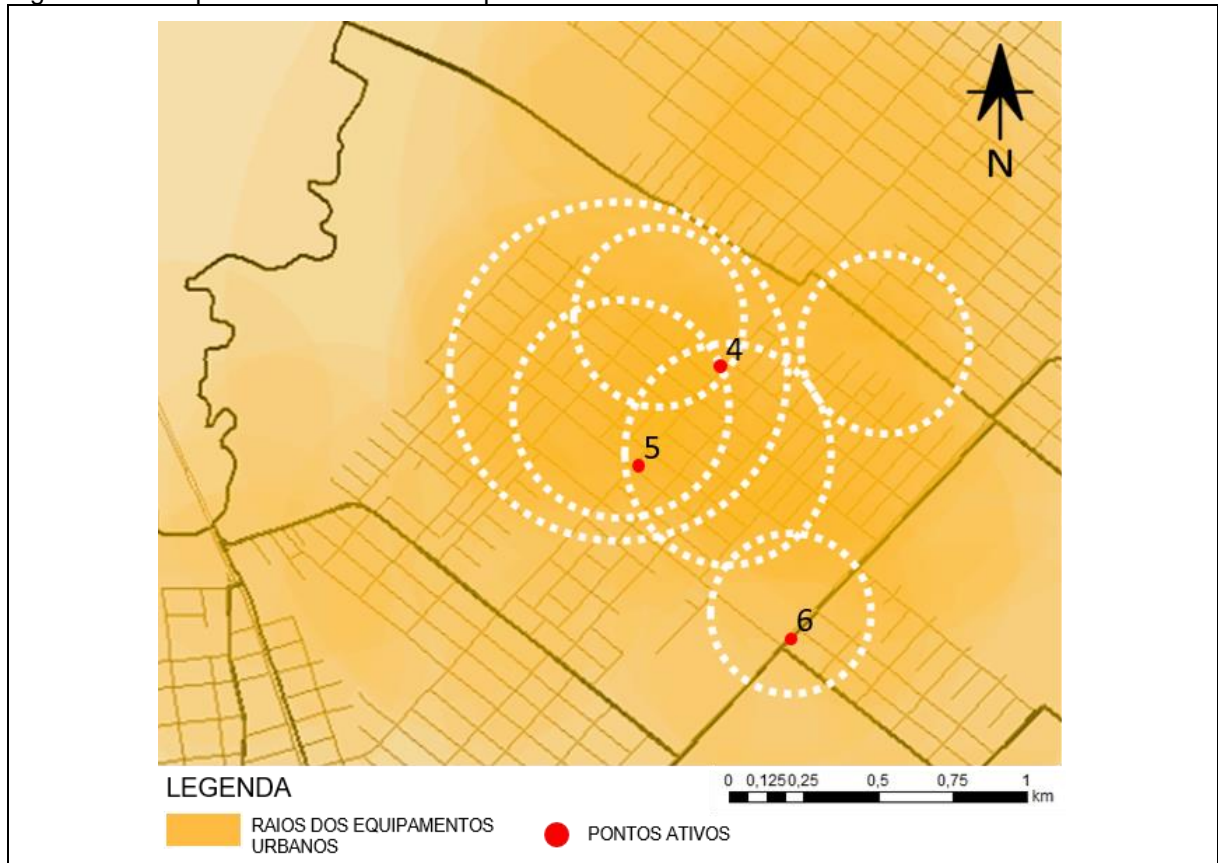 N
4
5
6
LEGENDA
0 0,125 0,25 0,5 0,75 1
km
RAIOS DOS EQUIPAMENTOS
URBANOS
PONTOS ATIVOS